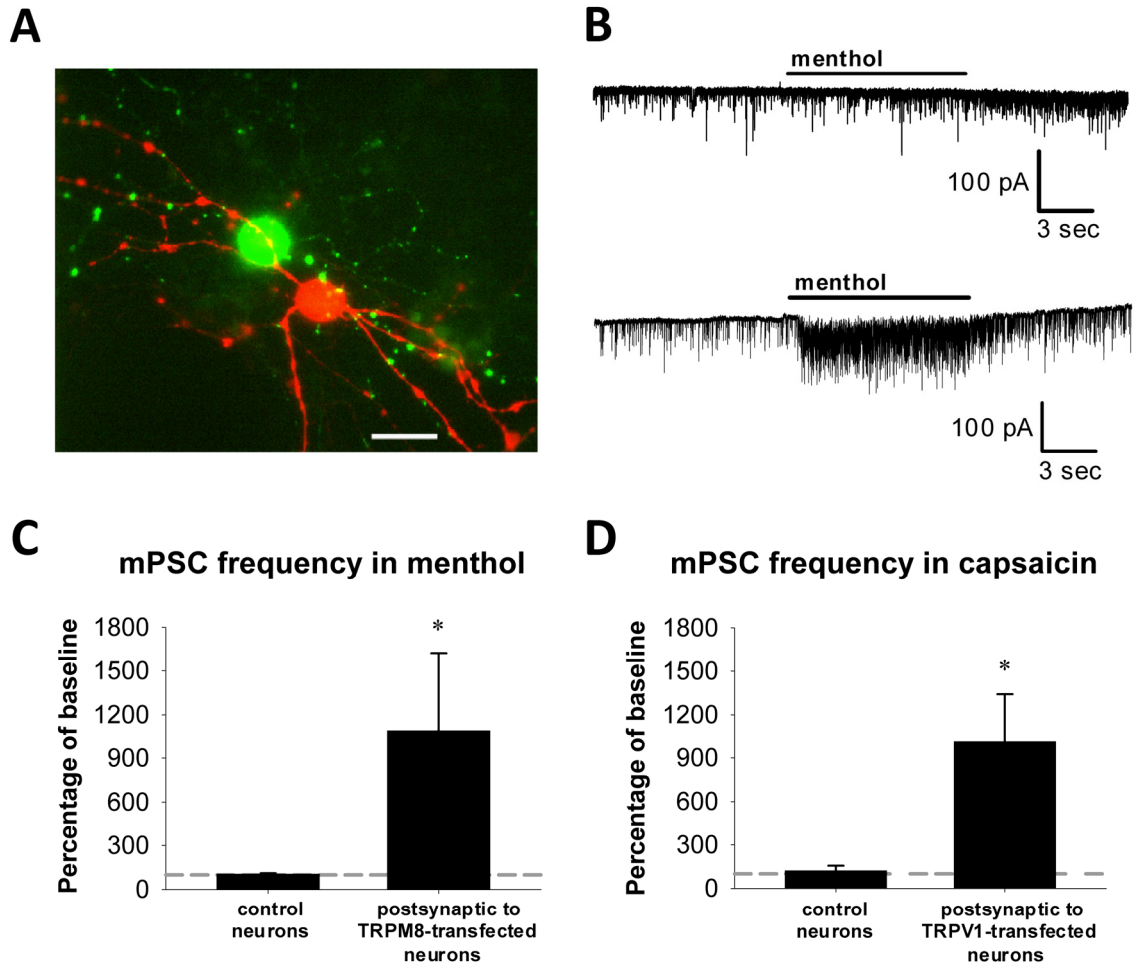 A
B
menthol
100 pA
3 sec
menthol
100 pA
3 sec
C
mPSC frequency in menthol
Percentage of baseline
1800
1500
1200
900
600
300
0
*
control
neurons
postsynaptic to
TRPM8-transfected
neurons
D
mPSC frequency in capsaicin
Percentage of baseline
1800
1500
1200
900
600
300
0
*
control
neurons
postsynaptic to
TRPV1-transfected
neurons